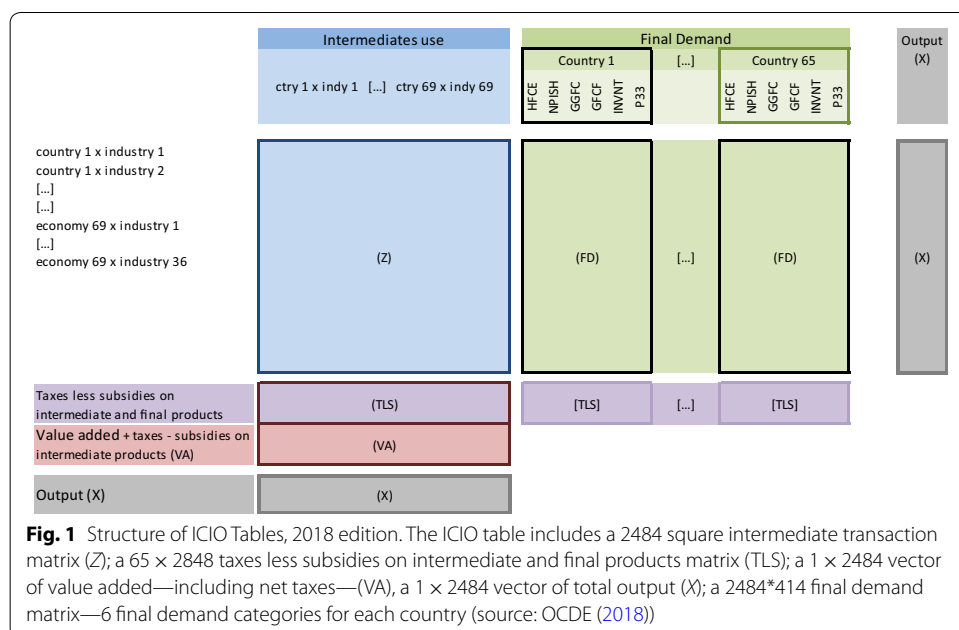 Intermediates use
Final Demand
Output
(X)
Country 1
[...]
Country 65
ctry 1 x indy 1 [...] ctry 69 x indy 69
HFCE
NPISH
GGFC
GFCF
INVNT
P33
HFCE
NPISH
GGFC
GFCF
INVNT
P33
country 1 x industry 1
country 1 x industry 2
[...]
[...]
economy 69 x industry 1
[...]
economy 69 x industry 36
(Z)
(FD)
[...]
(FD)
(X)
Taxes less subsidies on
intermediate and final products
(TLS)
[TLS]
[...]
[TLS]
Value added + taxes - subsidies on
intermediate products (VA)
(VA)
Output (X)
(X)
Fig. 1 Structure of ICIO Tables, 2018 edition. The ICIO table includes a 2484 square intermediate transaction
matrix (Z); a 65 × 2848 taxes less subsidies on intermediate and final products matrix (TLS); a 1 × 2484 vector
of value added—including net taxes—(VA), a 1 × 2484 vector of total output (X); a 2484*414 final demand
matrix—6 final demand categories for each country (source: OCDE (2018))